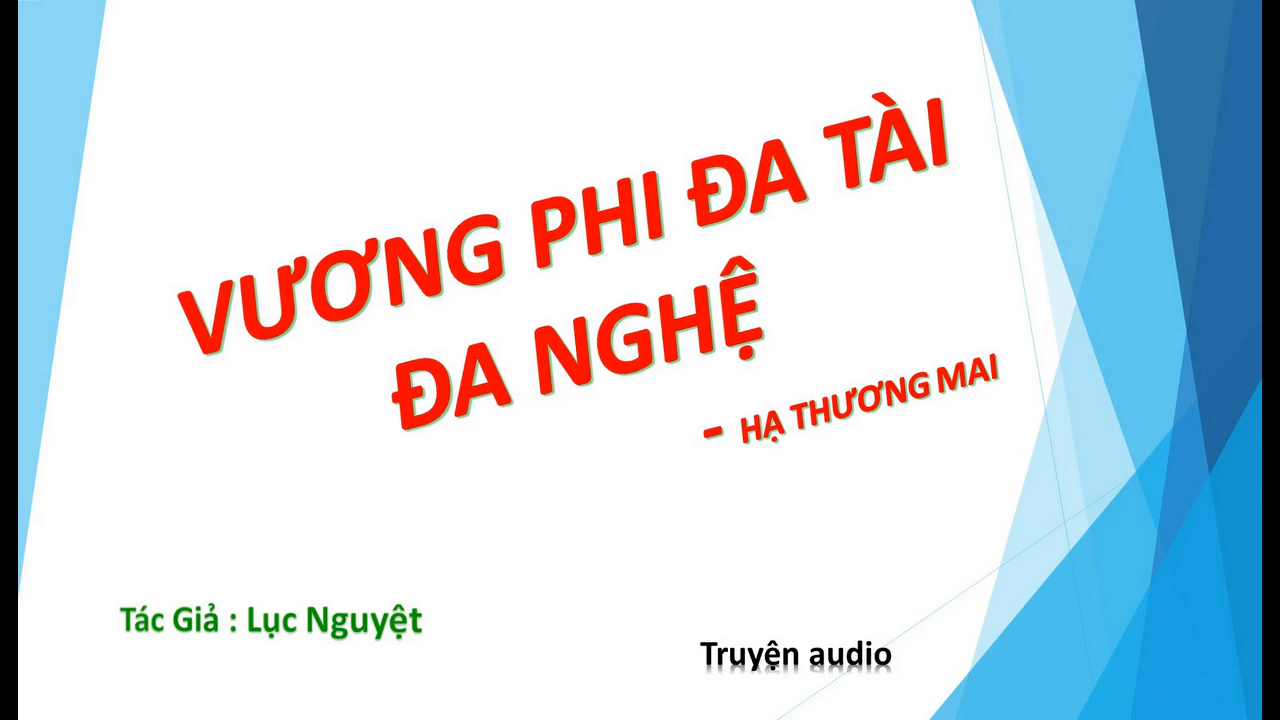 VƯƠNG PHI ĐA TÀI
ĐA NGHỆ
- HẠ THƯƠNG MAI
Tác Giả : Lục Nguyệt
Truyện audio